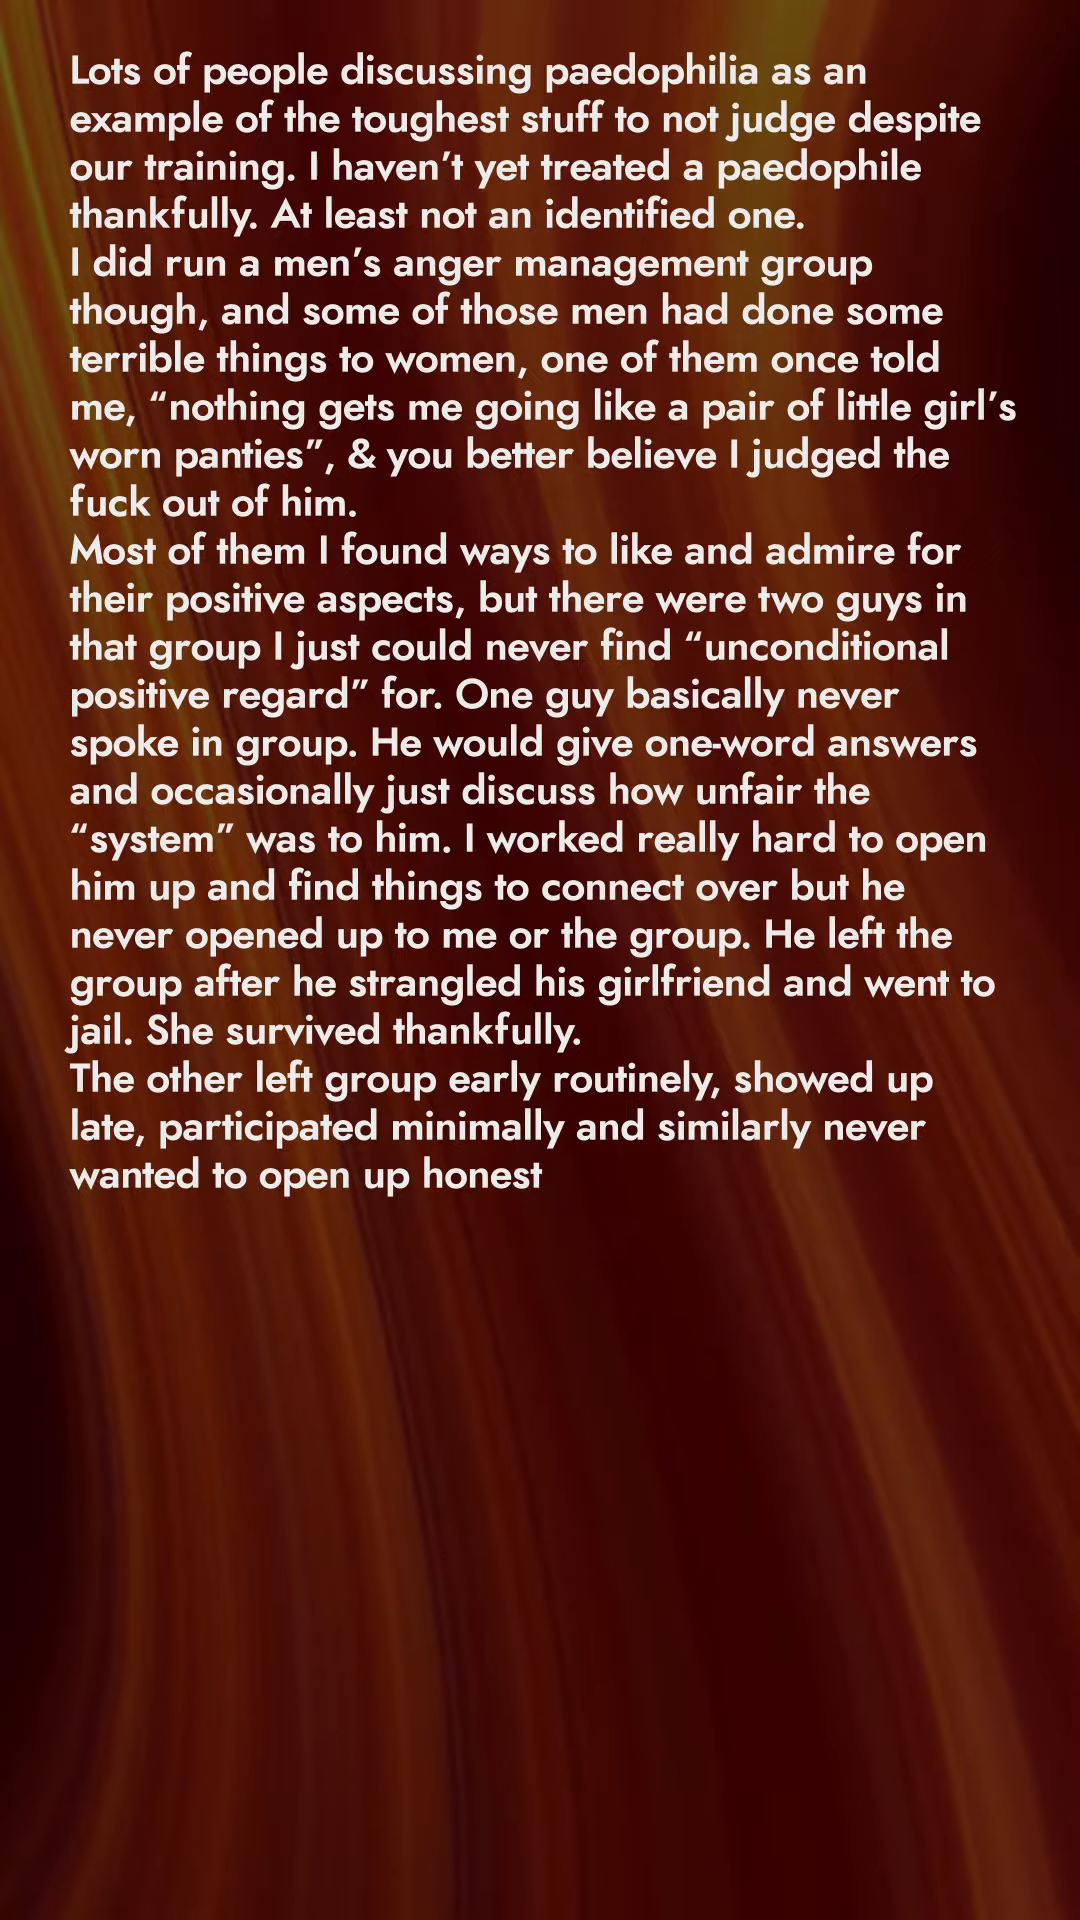 Lots of people discussing paedophilia as an
example of the toughest stuff to not judge despite
our training. I haven’t yet treated a paedophile
thankfully. At least not an identified one.
I did run a men’s anger management group
though, and some of those men had done some
terrible things to women, one of them once told
me, “nothing gets me going like a pair of little girl’s
worn panties”, & you better believe I judged the
fuck out of him.
Most of them I found ways to like and admire for
their positive aspects, but there were two guys in
that group I just could never find “unconditional
positive regard” for. One guy basically never
spoke in group. He would give one-word answers
and occasionally just discuss how unfair the
“system” was to him. I worked really hard to open
him up and find things to connect over but he
never opened up to me or the group. He left the
group after he strangled his girlfriend and went to
jail. She survived thankfully.
The other left group early routinely, showed up
late, participated minimally and similarly never
wanted to open up honest